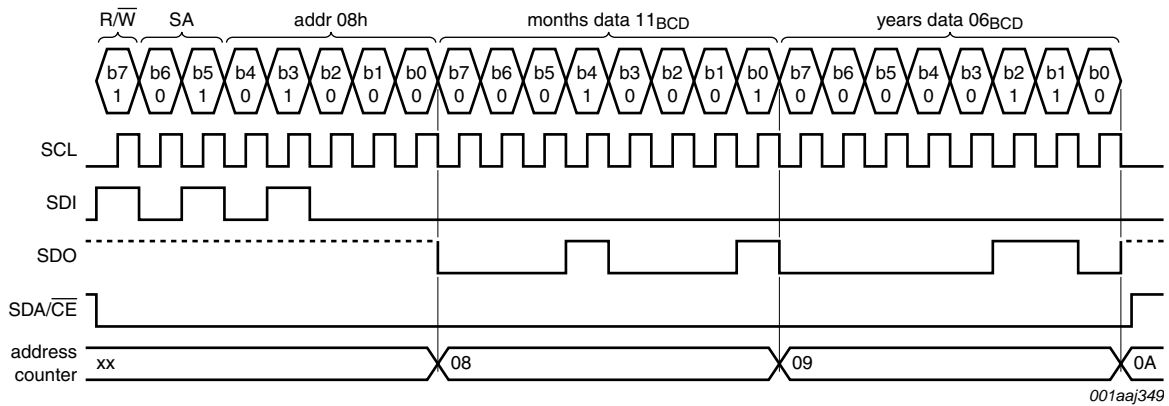 R/W SA addr 08h months data 11BCD years data 06BCD
b7 b6 b5 b4 b3 b2 b1 b0 b7 b6 b5 b4 b3 b2 b1 b0 b7 b6 b5 b4 b3 b2 b1 b0
1 0 1 0 1 0 0 0 0 0 0 1 0 0 0 1 0 0 0 0 0 1 1 0
SCL
SDI
SDO
SDA/CE
address
counter
xx 08 09 0A
001aaj349